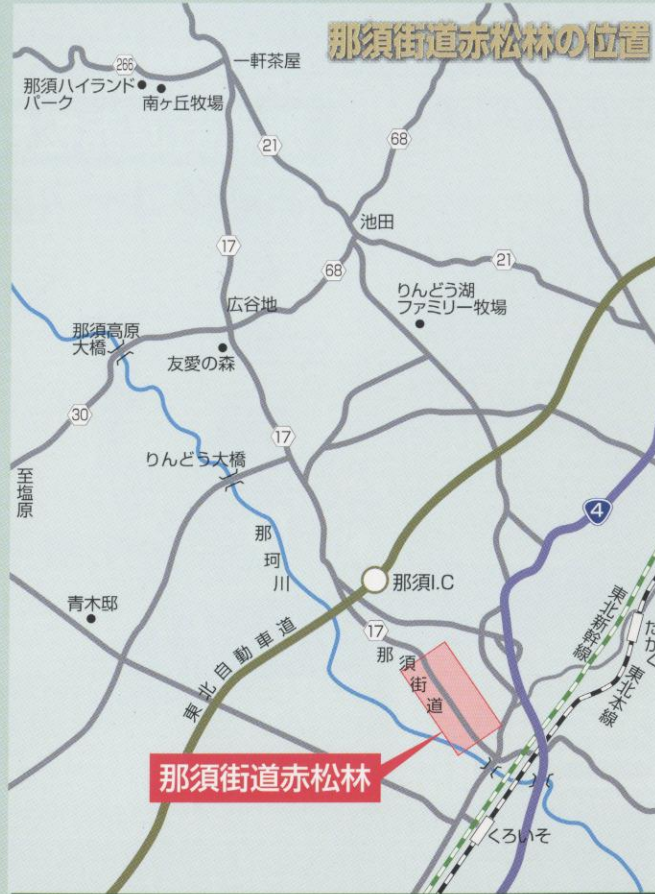 那須街道赤松林の位置
266
一軒茶屋
那須ハイランド
パーク
南ヶ丘牧場
21
68
池田
17
68
21
広谷地
りんどう湖
ファミリー牧場
那須高原
大橋
友愛の森
30
17
りんどう大橋
至塩原
4
那珂川
那須I.C
青木邸
17
東北新幹線
たかく
東北本線
那須街道
東北自動車道
那須街道赤松林
くろいそ